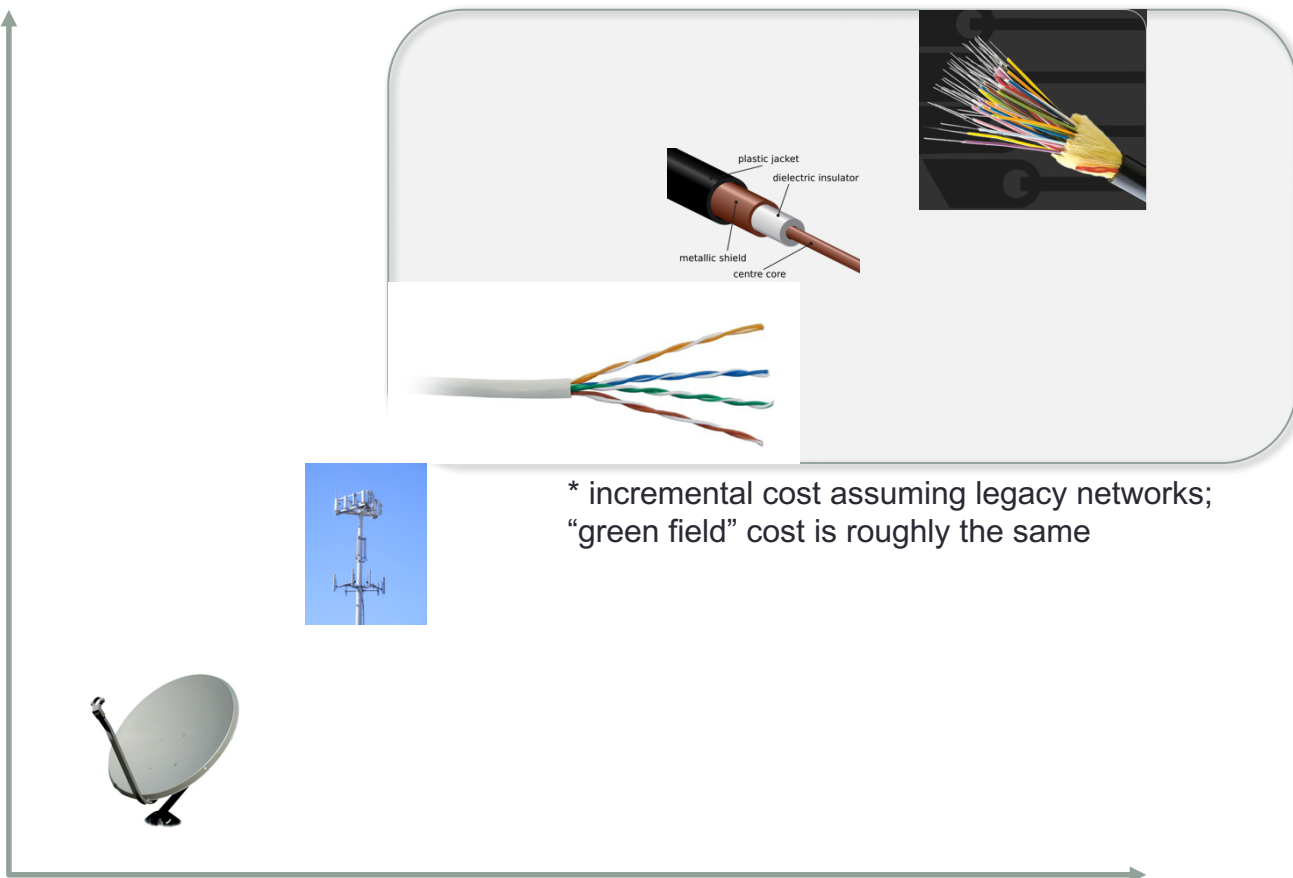 plastic jacket
dielectric insulator
metallic shield
centre core
* incremental cost assuming legacy networks;
“green field” cost is roughly the same